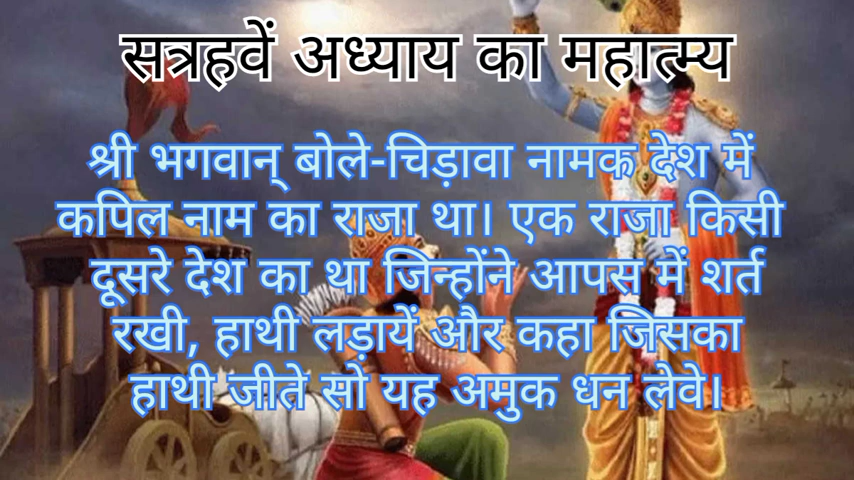 सत्रहवें अध्याय का महात्म्य
श्री भगवान् बोले-चिड़ावा नामक देश में
कपिल नाम का राजा था। एक राजा किसी
दूसरे देश का था जिन्होंने आपस में शर्त
रखी, हाथी लड़ायें और कहा जिसका
हाथी जीते सो यह अमुक धन लेवे।